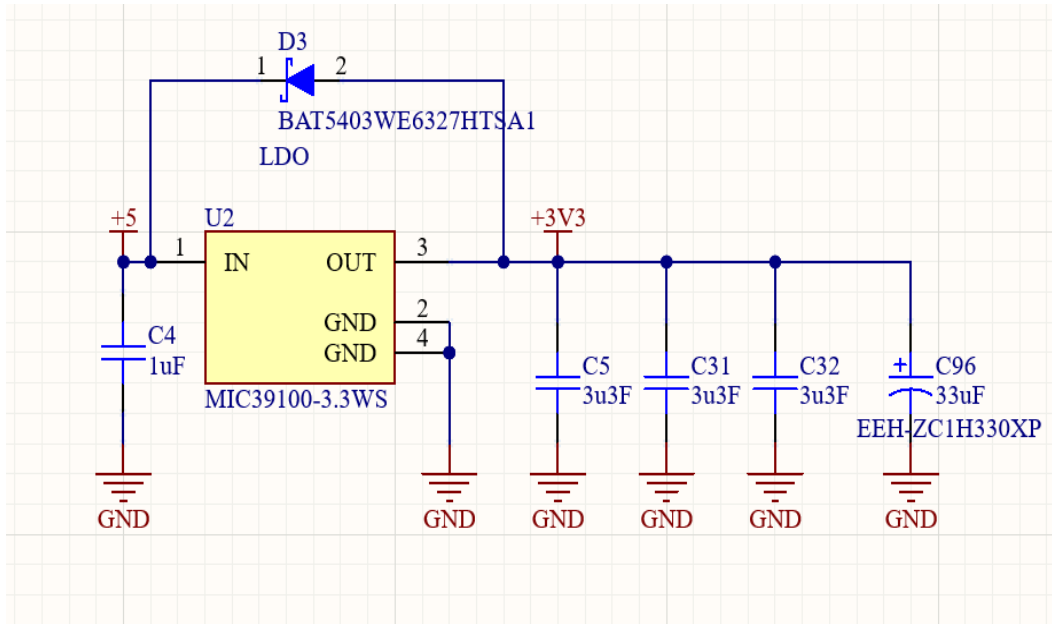 D3
1 2
BAT5403WE6327HTSA1
LDO
+5
U2
+3V3
1
IN
OUT
3
GND
2
GND
4
C4
1uF
MIC39100-3.3WS
C5
3u3F
C31
3u3F
C32
3u3F
+
C96
33uF
EEH-ZC1H330XP
GND
GND
GND
GND
GND
GND